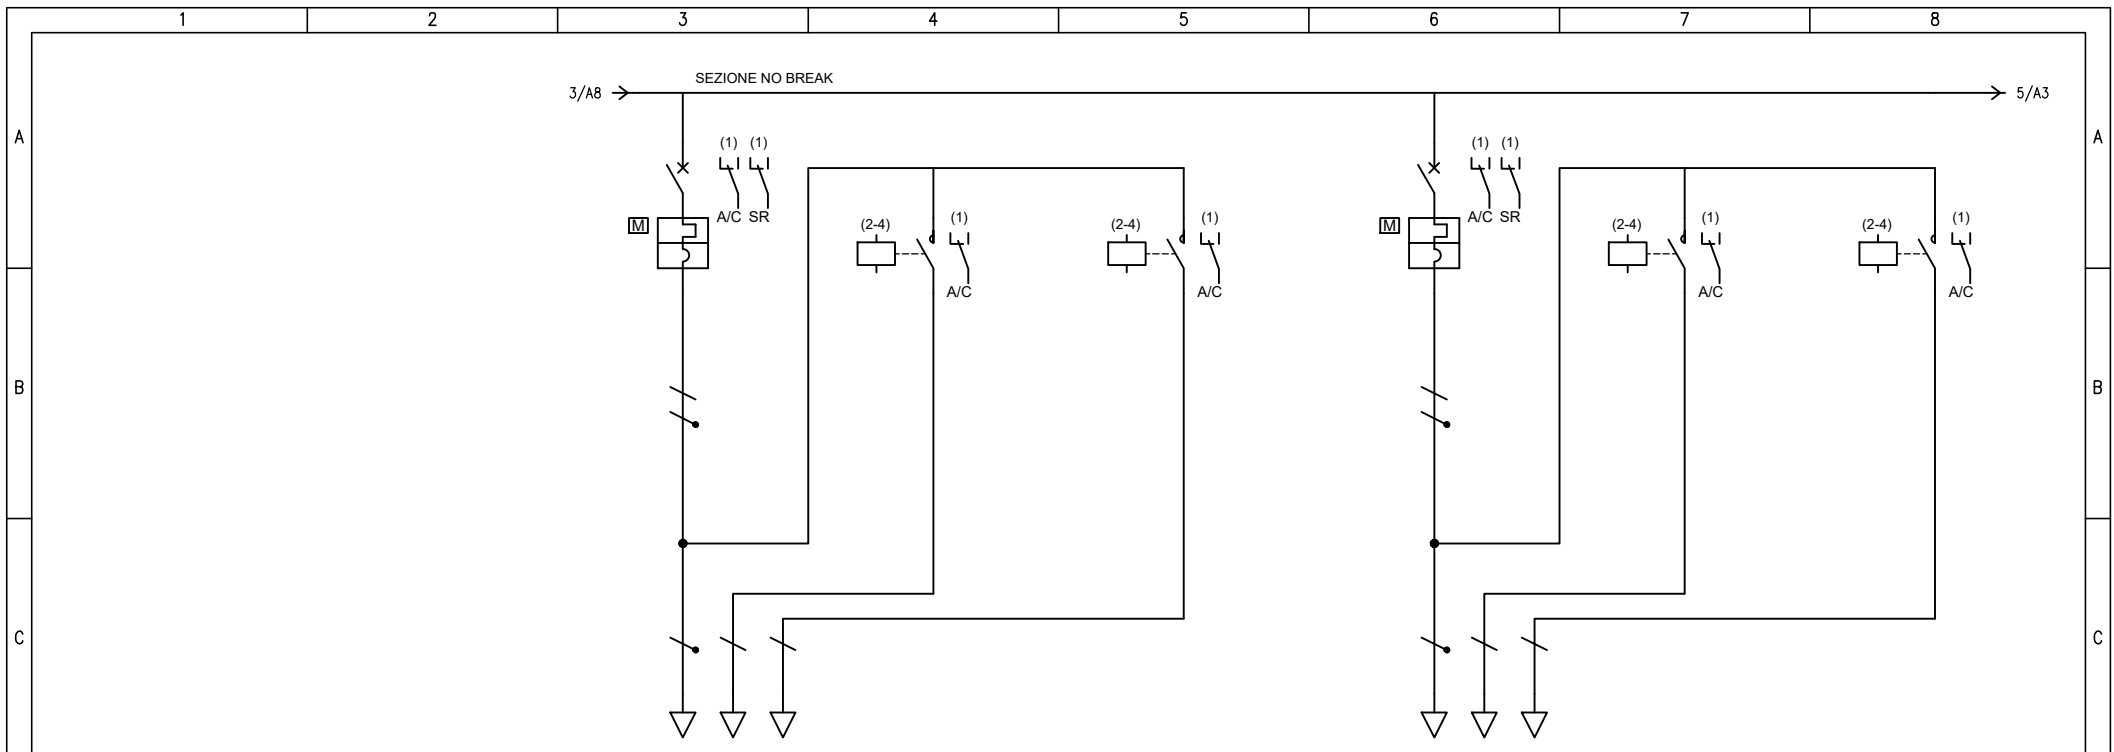 1 2 3 4 5 6 7 8
SEZIONE NO BREAK
3/A8 5/A3
A A
(1) (1) (1) (1)
A/C SR A/C SR
M (2-4) (1) (2-4) (1) M (2-4) (1) (2-4) (1)
A/C A/C A/C A/C
B B
C C